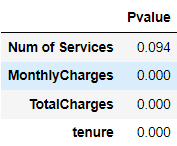 Pvalue
Num of Services 0.094
MonthlyCharges 0.000
TotalCharges 0.000
tenure 0.000